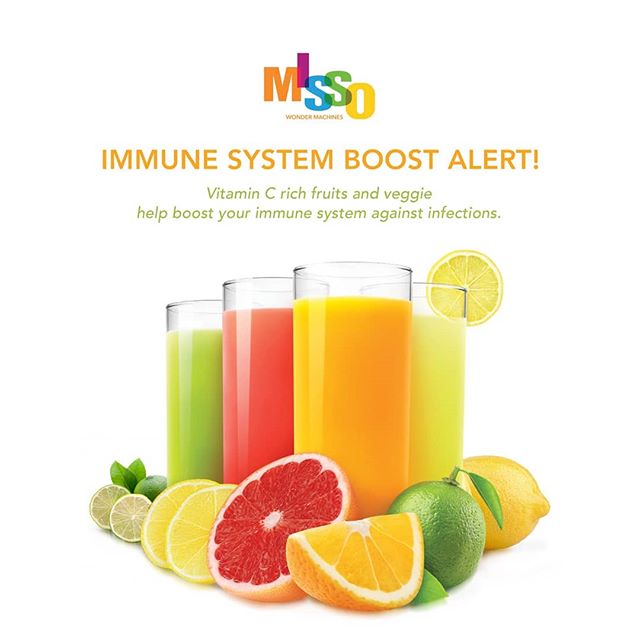 MISSO
WONDER MACHINES
IMMUNE SYSTEM BOOST ALERT!
Vitamin C rich fruits and veggie
help boost your immune system against infections.